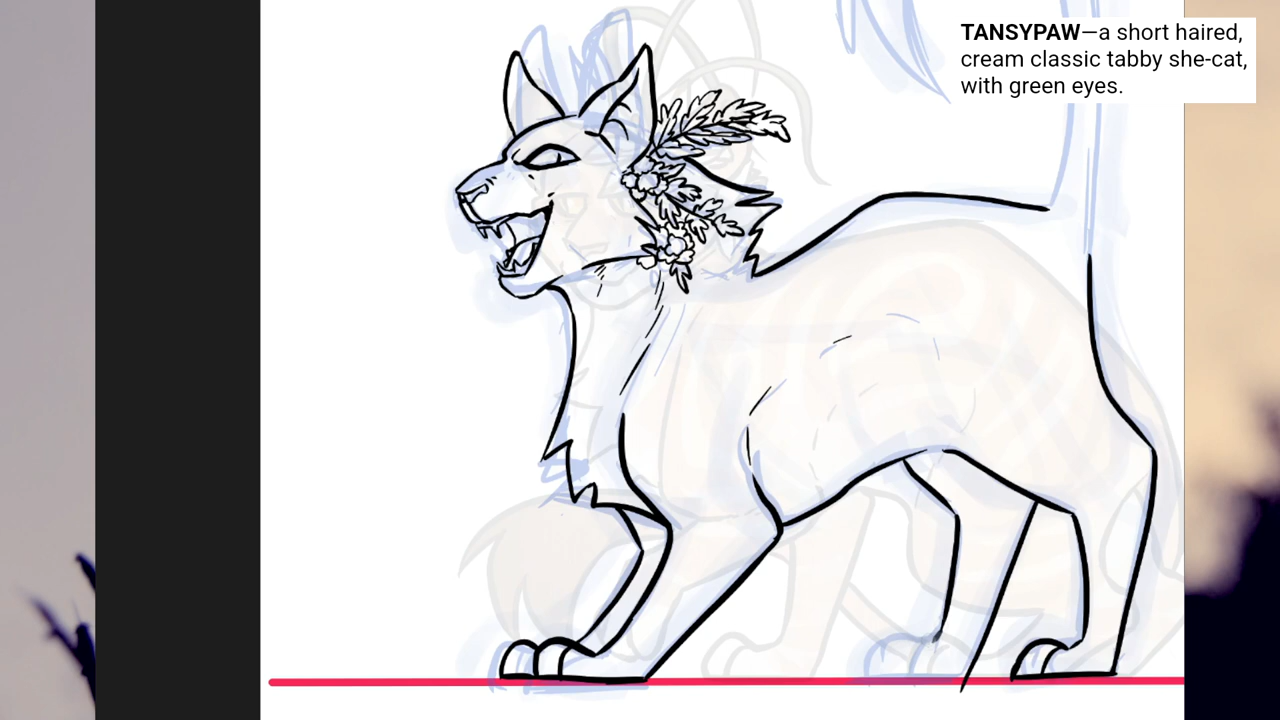 TANSYPAW—a short haired,
cream classic tabby she-cat,
with green eyes.